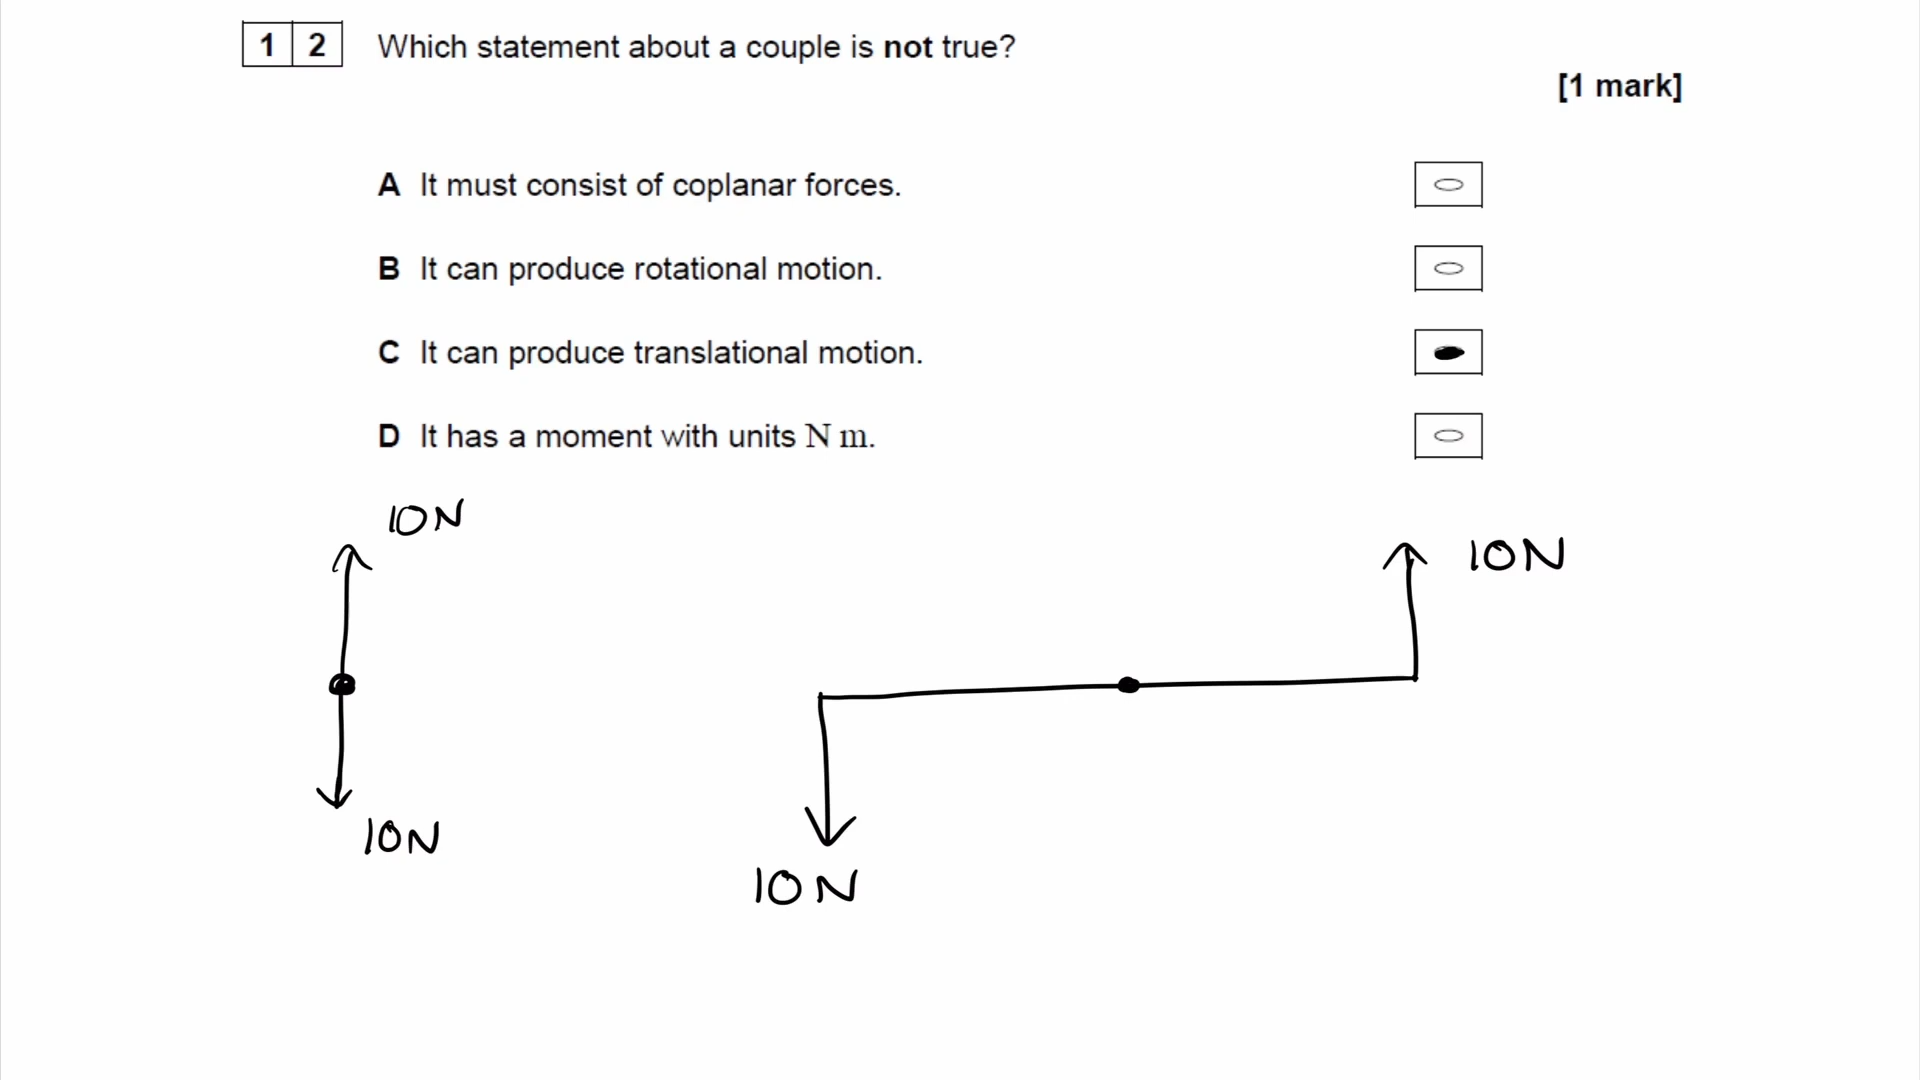 1 2 Which statement about a couple is not true?
[1 mark]
A It must consist of coplanar forces.
B It can produce rotational motion.
C It can produce translational motion.
D It has a moment with units N m.
10N
10N
10N
10N